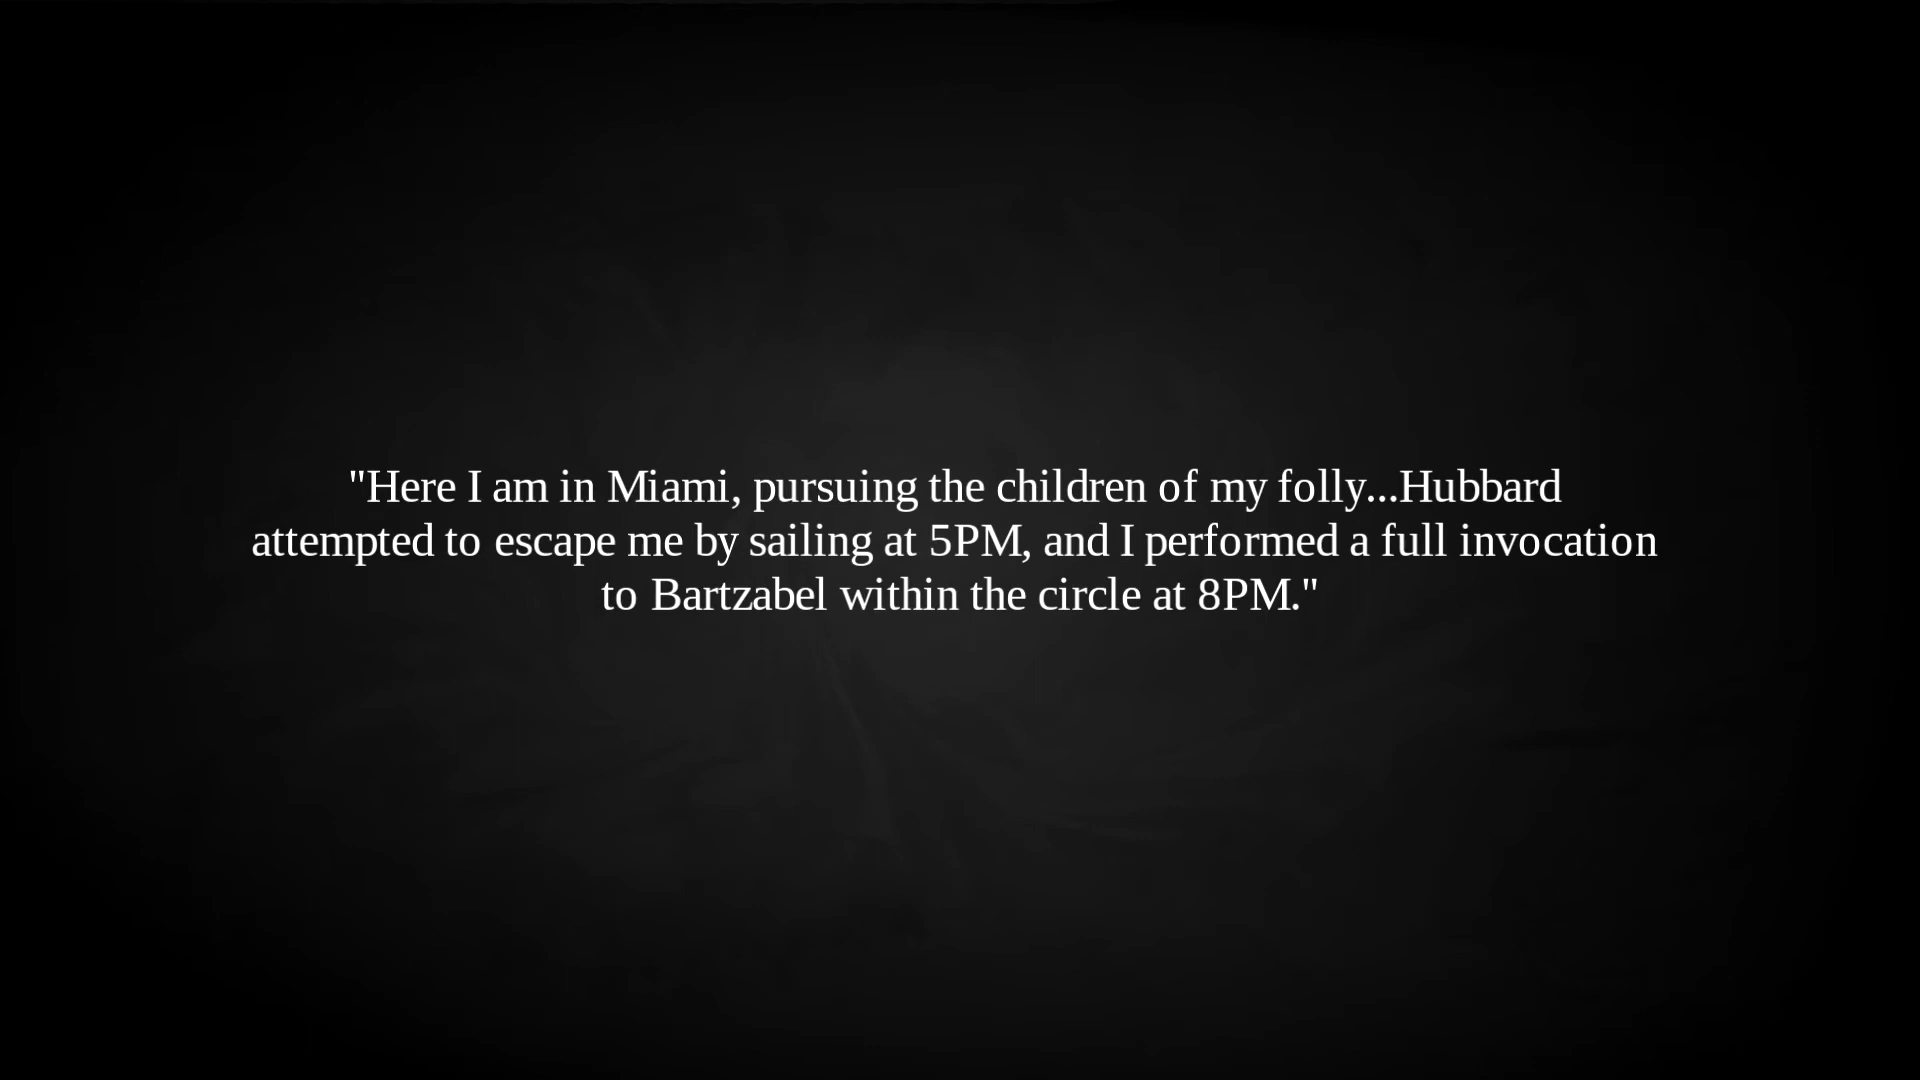 "Here I am in Miami, pursuing the children of my folly...Hubbard
attempted to escape me by sailing at 5PM, and I performed a full invocation
to Bartzabel within the circle at 8PM."